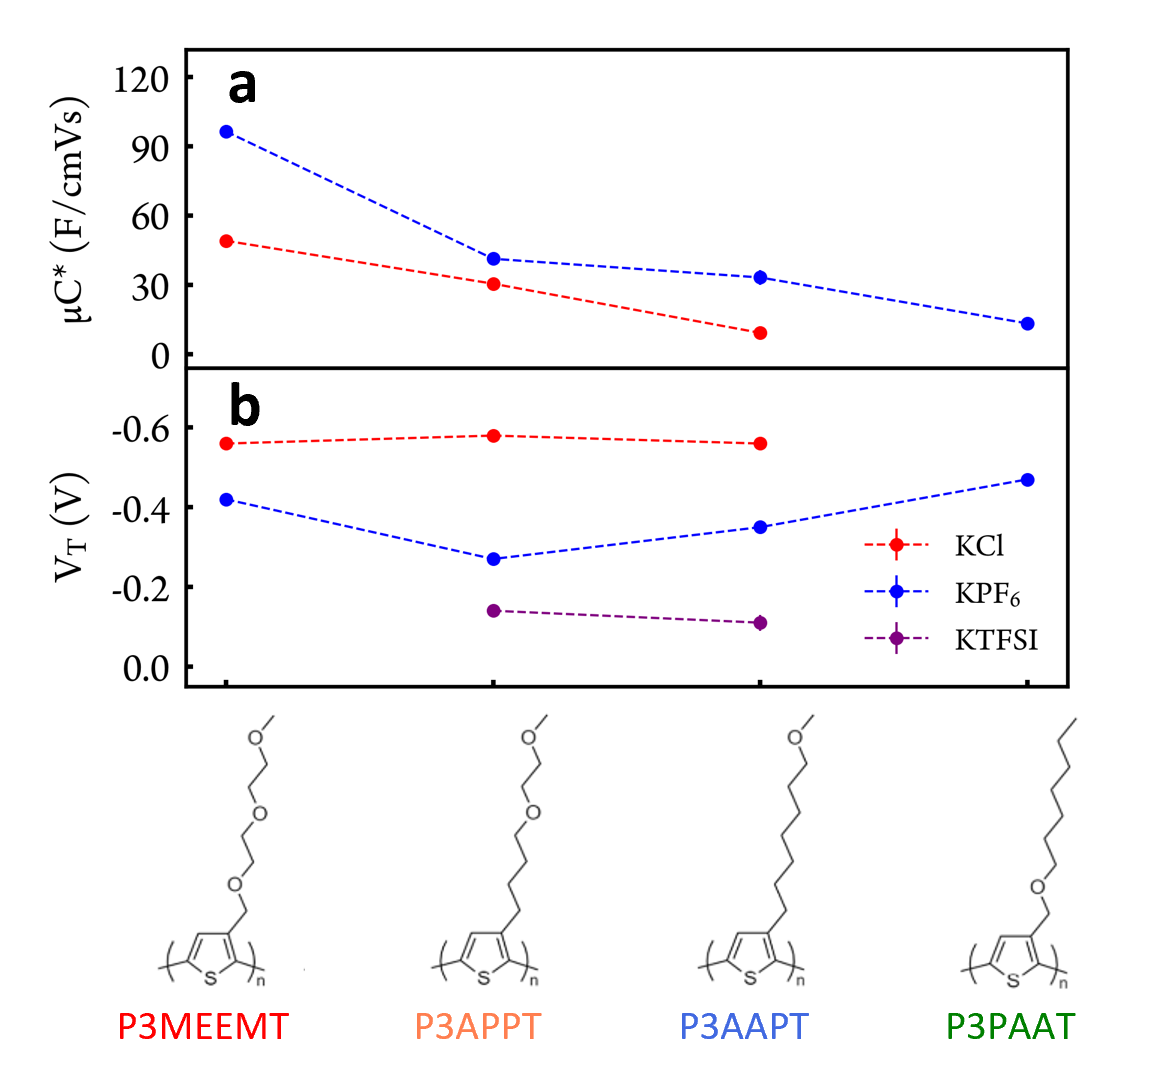 a
120
90
60
30
0
μC* (F/cmVs)
b
-0.6
-0.4
-0.2
0.0
V_T (V)
KCl
KPF₆
KTFSI
O O O
O O O
O
O
S n S n S n S n
P3MEEMT P3APPT P3AAPT P3PAAT